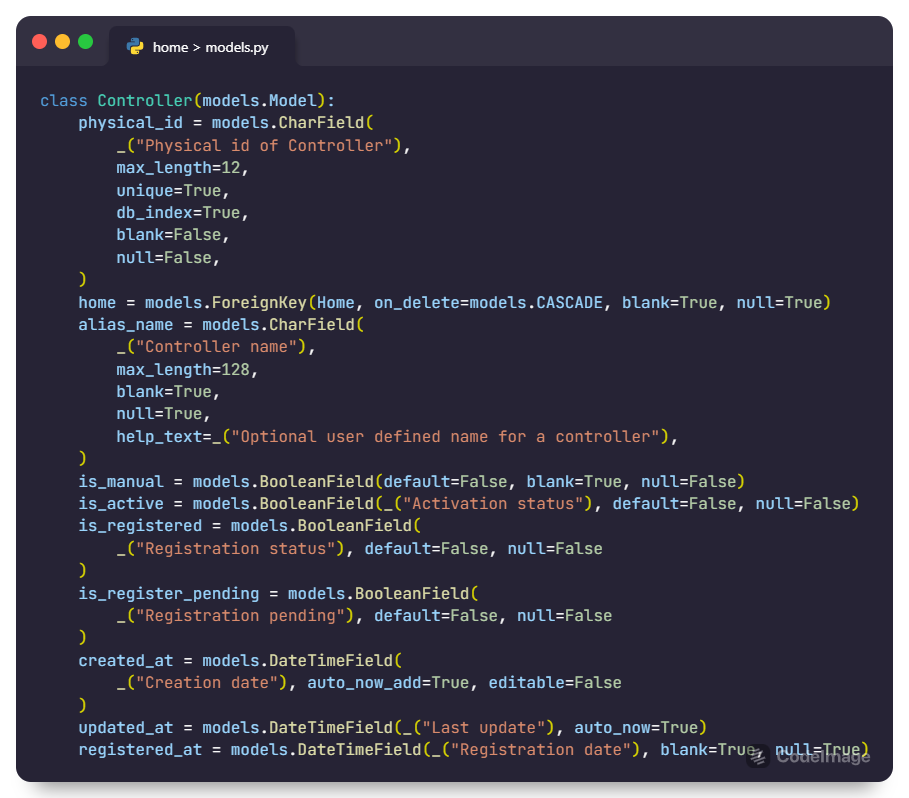 home > models.py
class Controller(models.Model):
    physical_id = models.CharField(
        _("Physical id of Controller"),
        max_length=12,
        unique=True,
        db_index=True,
        blank=False,
        null=False,
    )
    home = models.ForeignKey(Home, on_delete=models.CASCADE, blank=True, null=True)
    alias_name = models.CharField(
        _("Controller name"),
        max_length=128,
        blank=True,
        null=True,
        help_text=_("Optional user defined name for a controller"),
    )
    is_manual = models.BooleanField(default=False, blank=True, null=False)
    is_active = models.BooleanField(_("Activation status"), default=False, null=False)
    is_registered = models.BooleanField(
        _("Registration status"), default=False, null=False
    )
    is_register_pending = models.BooleanField(
        _("Registration pending"), default=False, null=False
    )
    created_at = models.DateTimeField(
        _("Creation date"), auto_now_add=True, editable=False
    )
    updated_at = models.DateTimeField(_("Last update"), auto_now=True)
    registered_at = models.DateTimeField(_("Registration date"), blank=True, null=True)
CodeImage